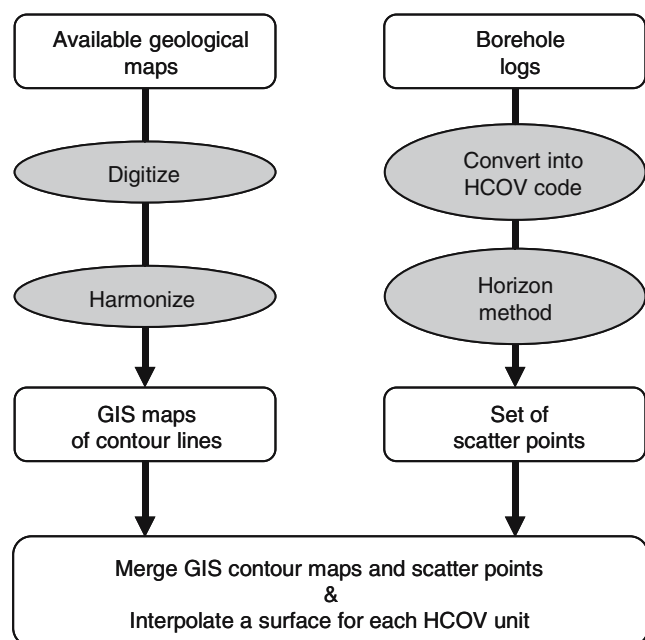 Available geological
maps
Digitize
Harmonize
GIS maps
of contour lines
Borehole
logs
Convert into
HCOV code
Horizon
method
Set of
scatter points
Merge GIS contour maps and scatter points
&
Interpolate a surface for each HCOV unit